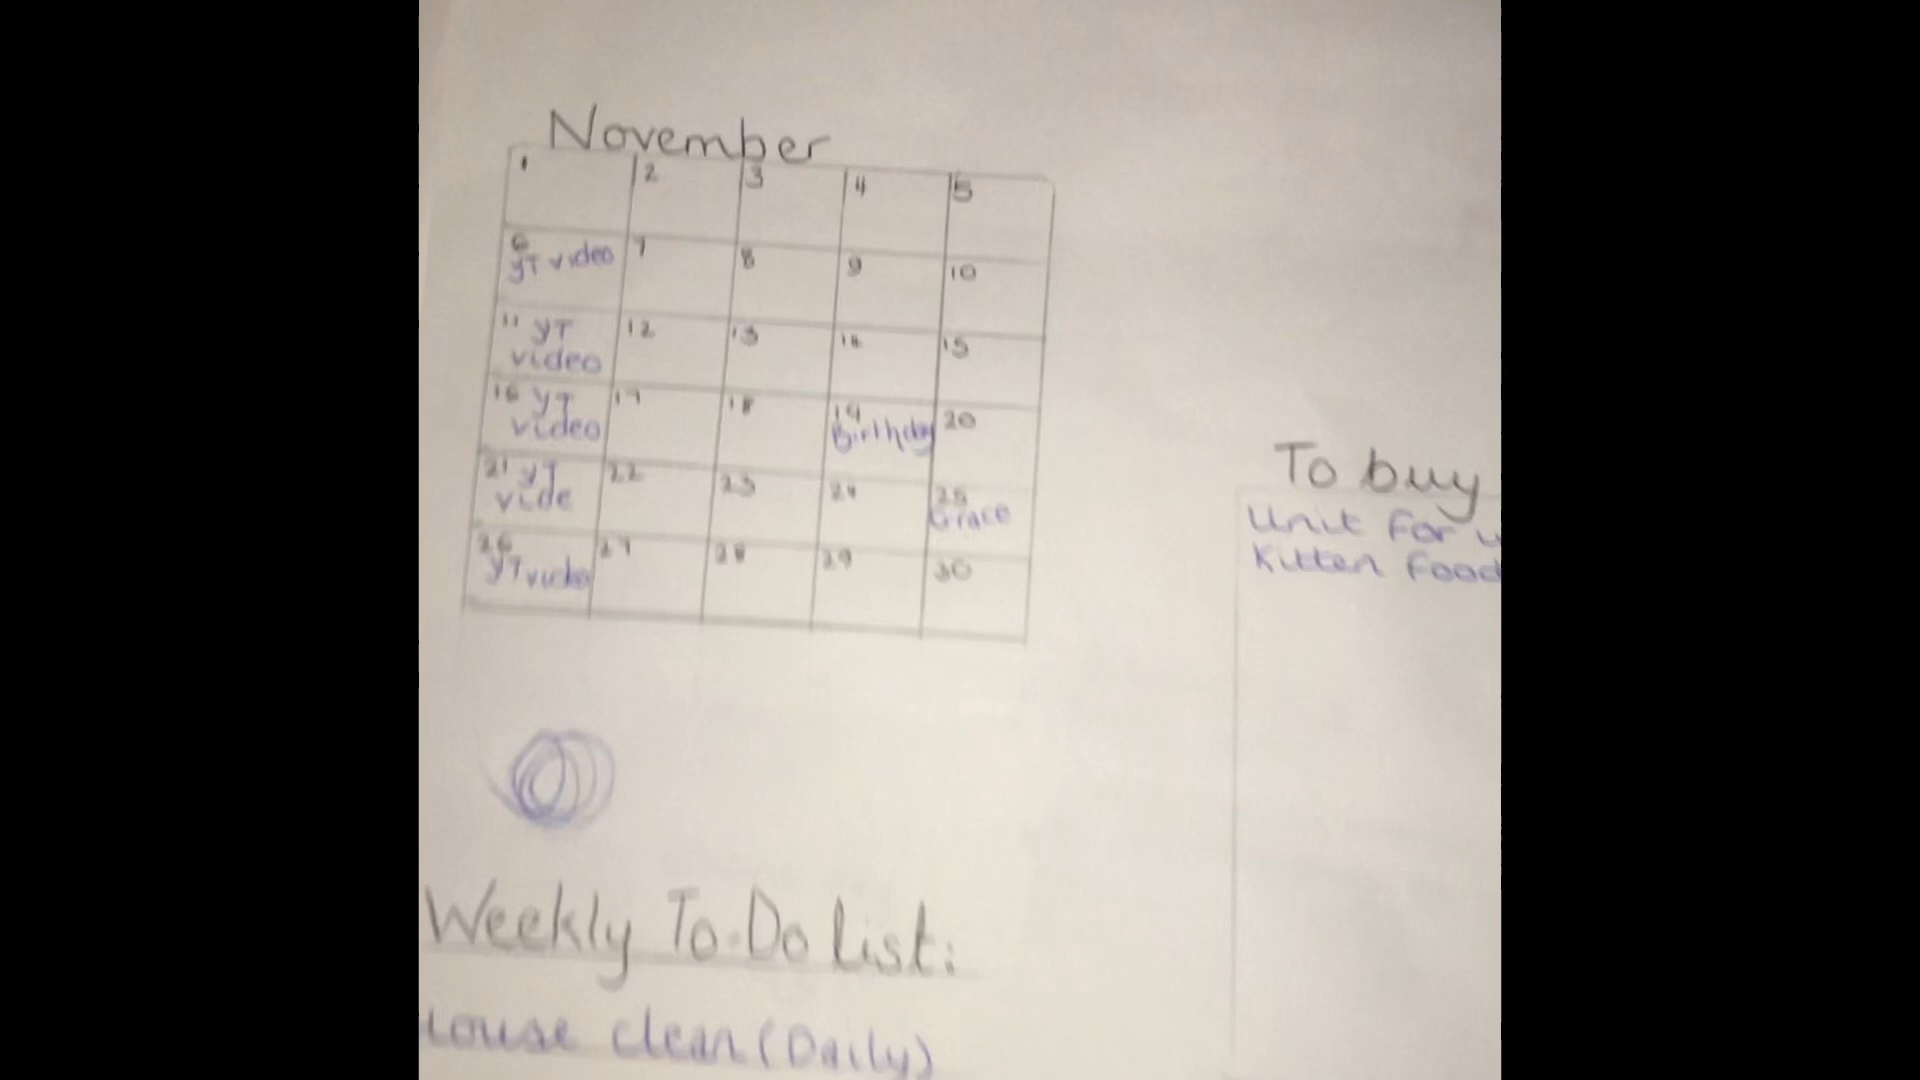 November
1 2 3 4 5
6 7 8 9 10
YT video
11 YT 12 13 14 15
video
16 YT 17 18 19 20
video Birthday
21 YT 22 23 24 25
vide Grace
26 27 28 29 30
YT video
To buy
Unit for
Kitten food
Weekly To-Do list:
clean (Daily)